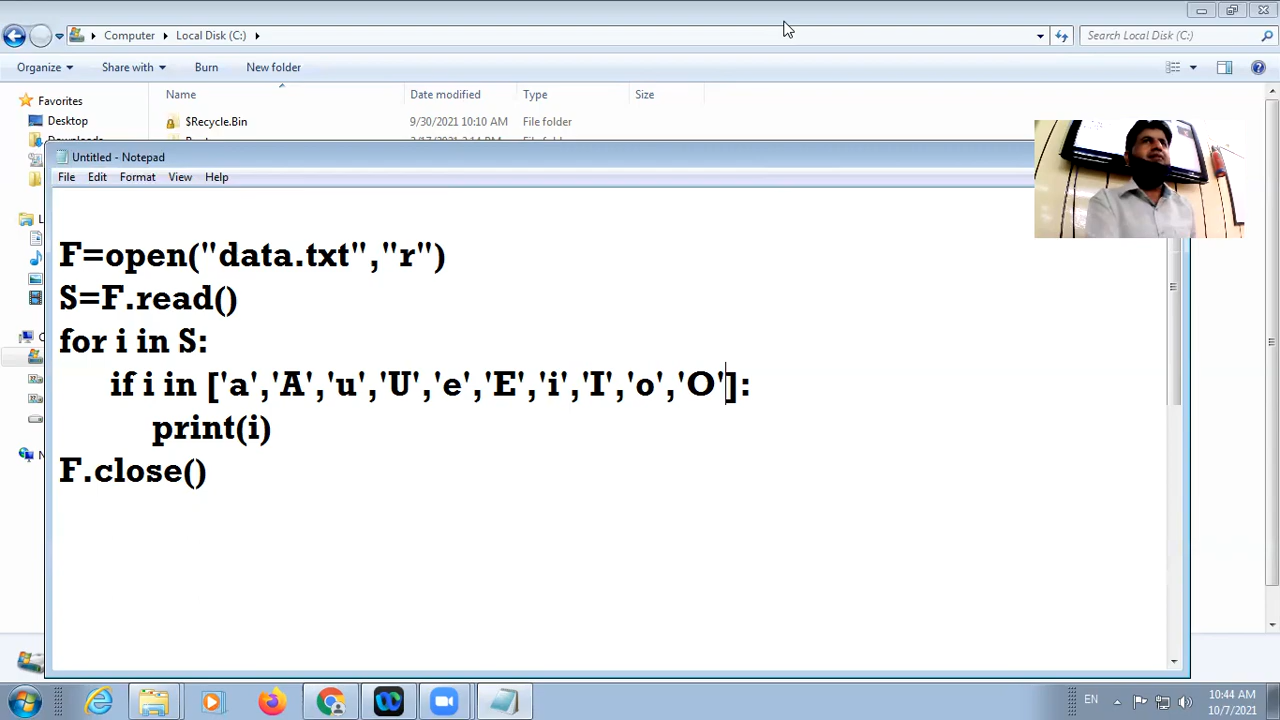 Computer Local Disk (C:)
Search Local Disk (C:)
Organize Share with Burn New folder
Name Date modified Type Size
Favorites
$Recycle.Bin 9/30/2021 10:10 AM File folder
Desktop
Untitled - Notepad
File Edit Format View Help
F=open("data.txt","r")
S=F.read()
for i in S:
if i in ['a','A','u','U','e','E','i','I','o','O']:
print(i)
F.close()
EN
10:44 AM
10/7/2021